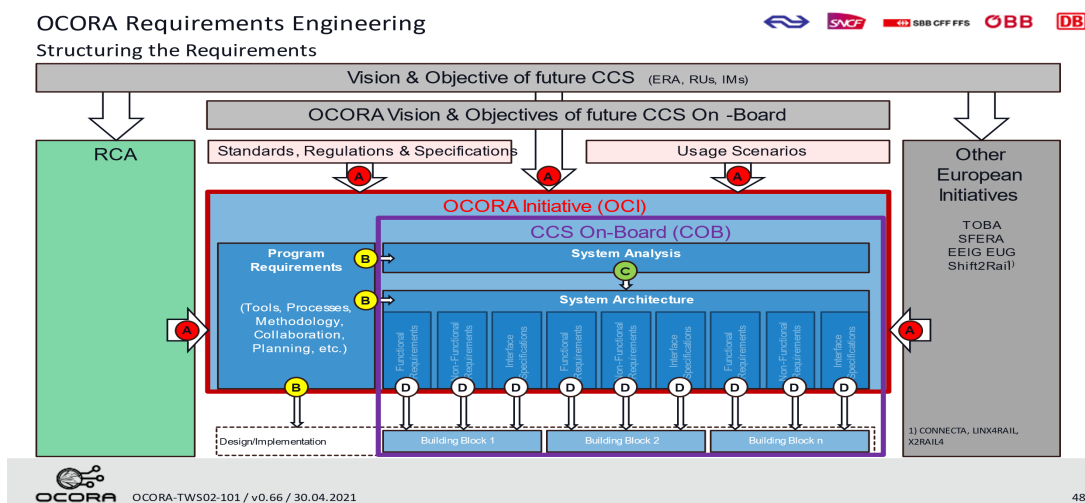 OCORA Requirements Engineering
Structuring the Requirements
SNCF
SBB CFF FFS
ÖBB
DB
Vision & Objective of future CCS (ERA, RUs, IMs)
OCORA Vision & Objectives of future CCS On -Board
RCA
Standards, Regulations & Specifications
Usage Scenarios
Other
European
Initiatives
TOBA
SFERA
EEIG EUG
Shift2Rail1)
A
A
A
OCORA Initiative (OCI)
CCS On-Board (COB)
Program
Requirements
(Tools, Processes,
Methodology,
Collaboration,
Planning, etc.)
B
System Analysis
C
B
System Architecture
A
A
Functional
Requirements
Non-Functional
Requirements
Interface
Specifications
Functional
Requirements
Non-Functional
Requirements
Interface
Specifications
Functional
Requirements
Non-Functional
Requirements
Interface
Specifications
B
D
D
D
D
D
D
D
D
D
Design/Implementation
Building Block 1
Building Block 2
Building Block n
1) CONNECTA, LINX4RAIL,
X2RAIL4
OCORA
OCORA-TWS02-101 / v0.66 / 30.04.2021
48